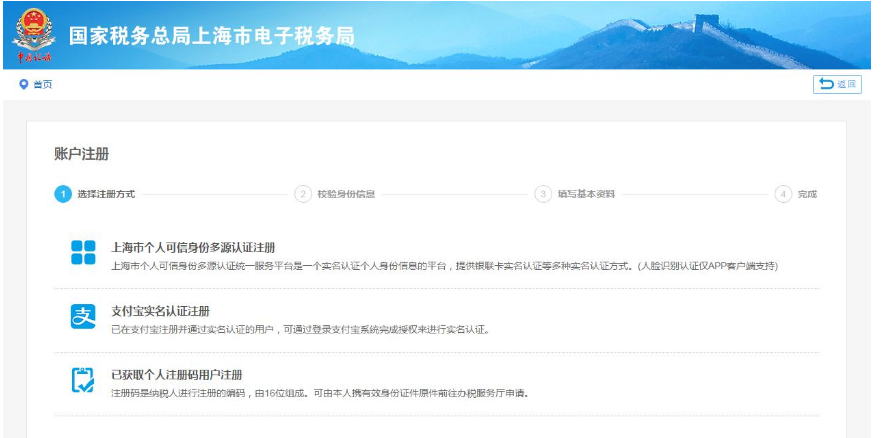 国家税务总局上海市电子税务局
中国税务
首页
返回
账户注册
1 选择注册方式 2 校验身份信息 3 填写基本资料 4 完成
上海市个人可信身份多源认证注册
上海市个人可信身份多源认证统一服务平台是一个实名认证个人身份信息的平台，提供银联卡实名认证等多种实名认证方式。(人脸识别认证仅APP客户端支持)
支 支付宝实名认证注册
已在支付宝注册并通过实名认证的用户，可通过登录支付宝系统完成授权来进行实名认证。
已获取个人注册码用户注册
注册码是纳税人进行注册的编码，由16位组成。可由本人携有效身份证件原件前往办税服务厅申请。